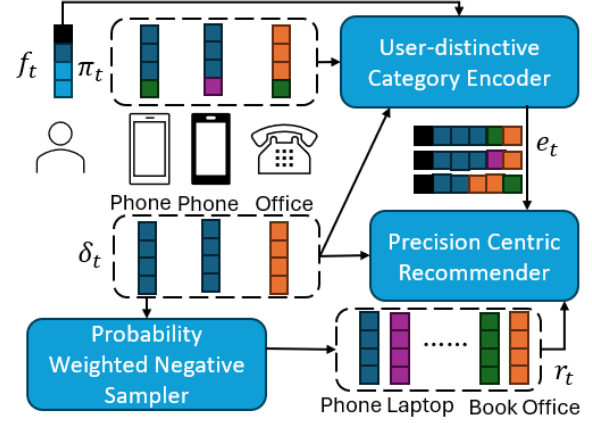 f_t
π_t
User-distinctive
Category Encoder
e_t
Phone Phone Office
δ_t
Precision Centric
Recommender
Probability
Weighted Negative
Sampler
......
r_t
Phone Laptop Book Office